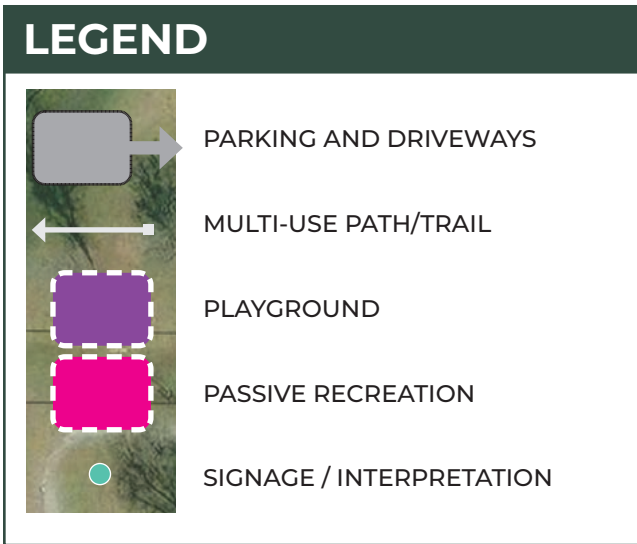 LEGEND
PARKING AND DRIVEWAYS
MULTI-USE PATH/TRAIL
PLAYGROUND
PASSIVE RECREATION
SIGNAGE / INTERPRETATION